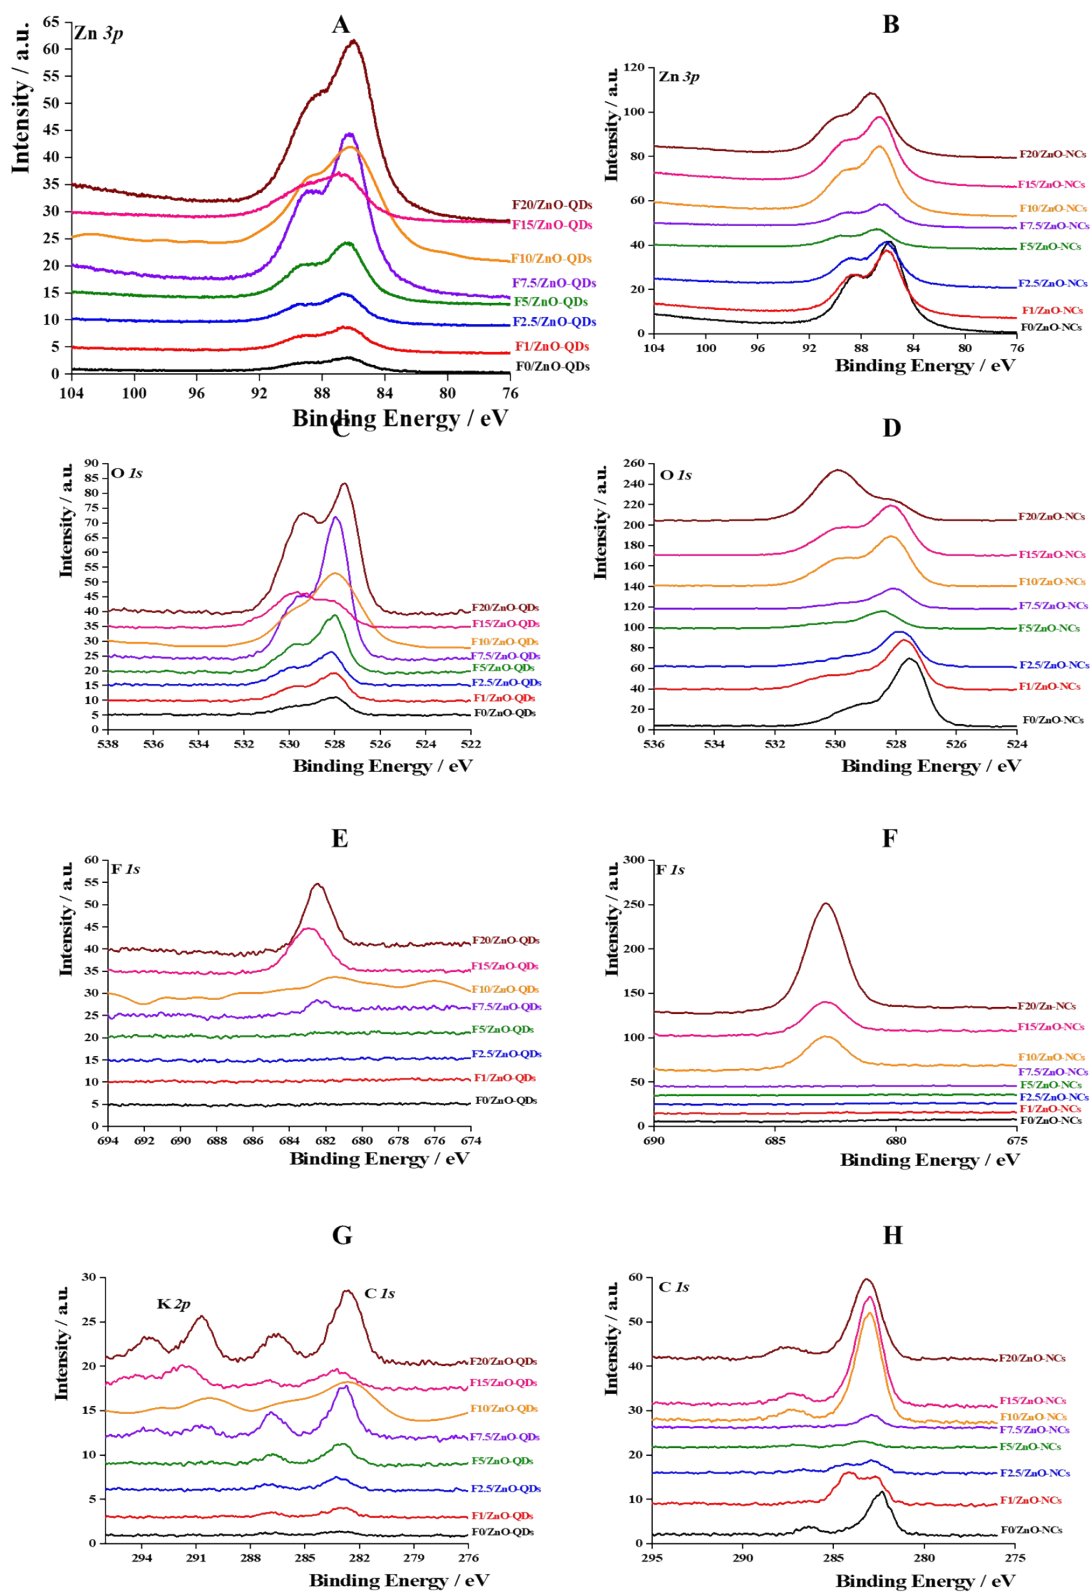 A
Zn 3p
Intensity / a.u.
65
60
55
50
45
40
35
30
25
20
15
10
5
0
F20/ZnO-QDs
F15/ZnO-QDs
F10/ZnO-QDs
F7.5/ZnO-QDs
F5/ZnO-QDs
F2.5/ZnO-QDs
F1/ZnO-QDs
F0/ZnO-QDs
104 100 96 92 88 84 80 76
Binding Energy / eV
B
Zn 3p
Intensity / a.u.
120
100
80
60
40
20
0
F20/ZnO-NCs
F15/ZnO-NCs
F10/ZnO-NCs
F7.5/ZnO-NCs
F5/ZnO-NCs
F2.5/ZnO-NCs
F1/ZnO-NCs
F0/ZnO-NCs
104 100 96 92 88 84 80 76
Binding Energy / eV
C
O 1s
Intensity / a.u.
90
85
80
75
70
65
60
55
50
45
40
35
30
25
20
15
10
5
0
F20/ZnO-QDs
F15/ZnO-QDs
F10/ZnO-QDs
F7.5/ZnO-QDs
F5/ZnO-QDs
F2.5/ZnO-QDs
F1/ZnO-QDs
F0/ZnO-QDs
538 536 534 532 530 528 526 524 522
Binding Energy / eV
D
O 1s
Intensity / a.u.
260
240
220
200
180
160
140
120
100
80
60
40
20
0
F20/ZnO-NCs
F15/ZnO-NCs
F10/ZnO-NCs
F7.5/ZnO-NCs
F5/ZnO-NCs
F2.5/ZnO-NCs
F1/ZnO-NCs
F0/ZnO-NCs
536 534 532 530 528 526 524
Binding Energy / eV
E
F 1s
Intensity / a.u.
60
55
50
45
40
35
30
25
20
15
10
5
0
F20/ZnO-QDs
F15/ZnO-QDs
F10/ZnO-QDs
F7.5/ZnO-QDs
F5/ZnO-QDs
F2.5/ZnO-QDs
F1/ZnO-QDs
F0/ZnO-QDs
694 692 690 688 686 684 682 680 678 676 674
Binding Energy / eV
F
F 1s
Intensity / a.u.
300
250
200
150
100
50
0
F20/Zn-NCs
F15/ZnO-NCs
F10/ZnO-NCs
F7.5/ZnO-NCs
F5/ZnO-NCs
F2.5/ZnO-NCs
F1/ZnO-NCs
F0/ZnO-NCs
690 685 680 675
Binding Energy / eV
G
K 2p
C 1s
Intensity / a.u.
30
25
20
15
10
5
0
F20/ZnO-QDs
F15/ZnO-QDs
F10/ZnO-QDs
F7.5/ZnO-QDs
F5/ZnO-QDs
F2.5/ZnO-QDs
F1/ZnO-QDs
F0/ZnO-QDs
294 291 288 285 282 279 276
Binding Energy / eV
H
C 1s
Intensity / a.u.
60
50
40
30
20
10
0
F20/ZnO-NCs
F15/ZnO-NCs
F10/ZnO-NCs
F7.5/ZnO-NCs
F5/ZnO-NCs
F2.5/ZnO-NCs
F1/ZnO-NCs
F0/ZnO-NCs
295 290 285 280 275
Binding Energy / eV